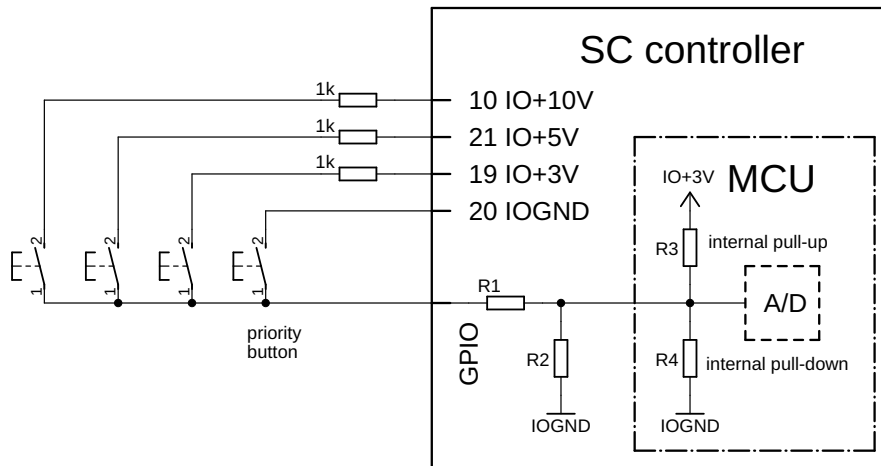 SC controller
1k
10 IO+10V
1k
21 IO+5V
1k
19 IO+3V
20 IOGND
MCU
IO+3V
R3
internal pull-up
2
2
2
2
1
1
1
1
R1
A/D
priority
button
GPIO
R2
R4
internal pull-down
IOGND
IOGND